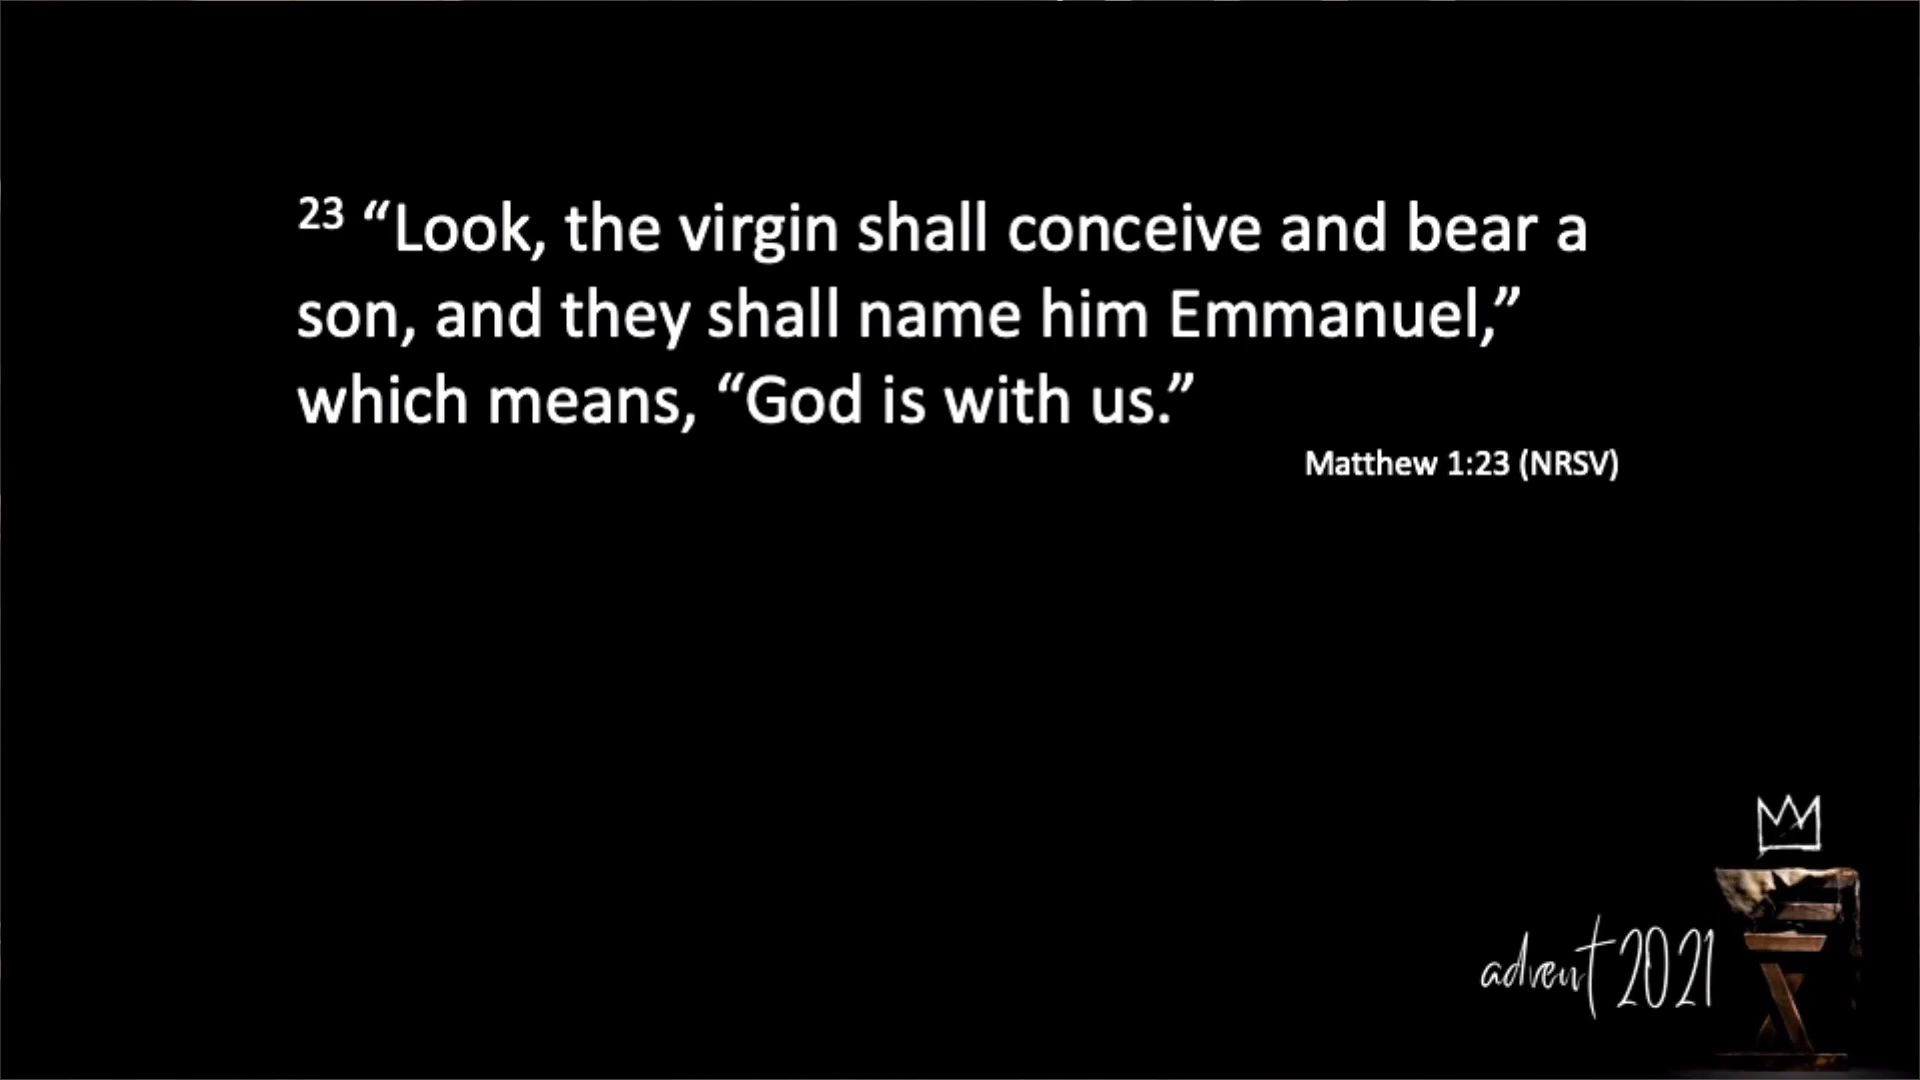 23 “Look, the virgin shall conceive and bear a
son, and they shall name him Emmanuel,”
which means, “God is with us.”
Matthew 1:23 (NRSV)
advent 2021